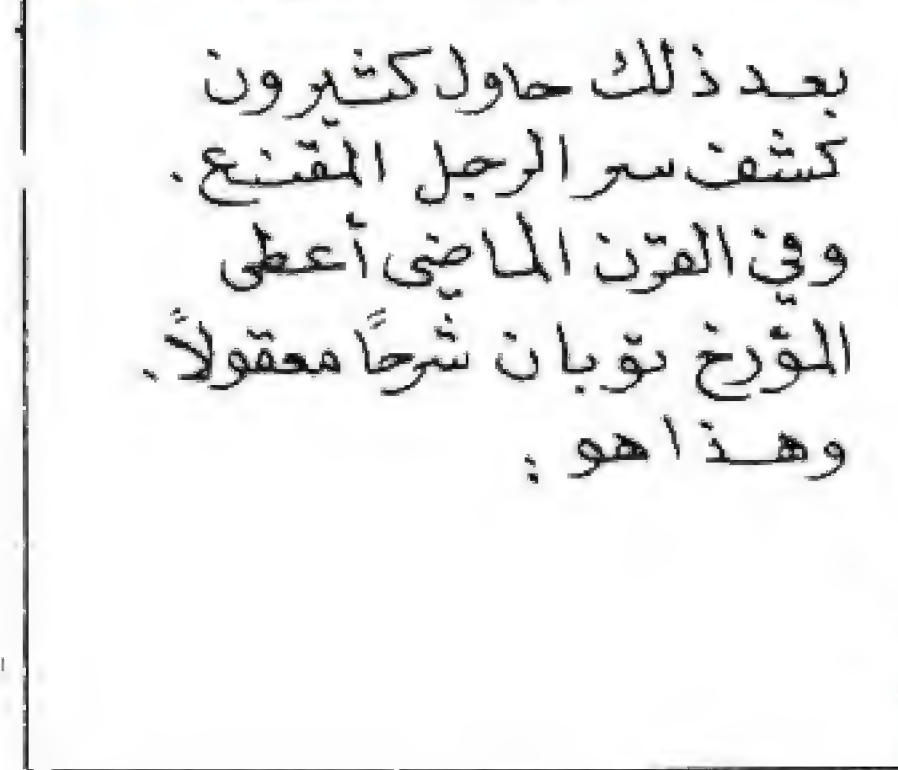 بعد ذلك حاول كثيرون
كشف سر الرجل المقنع.
وفي القرن الماضي أعطى
المؤرخ توبان شرحًا معقولاً.
وهذا هو :